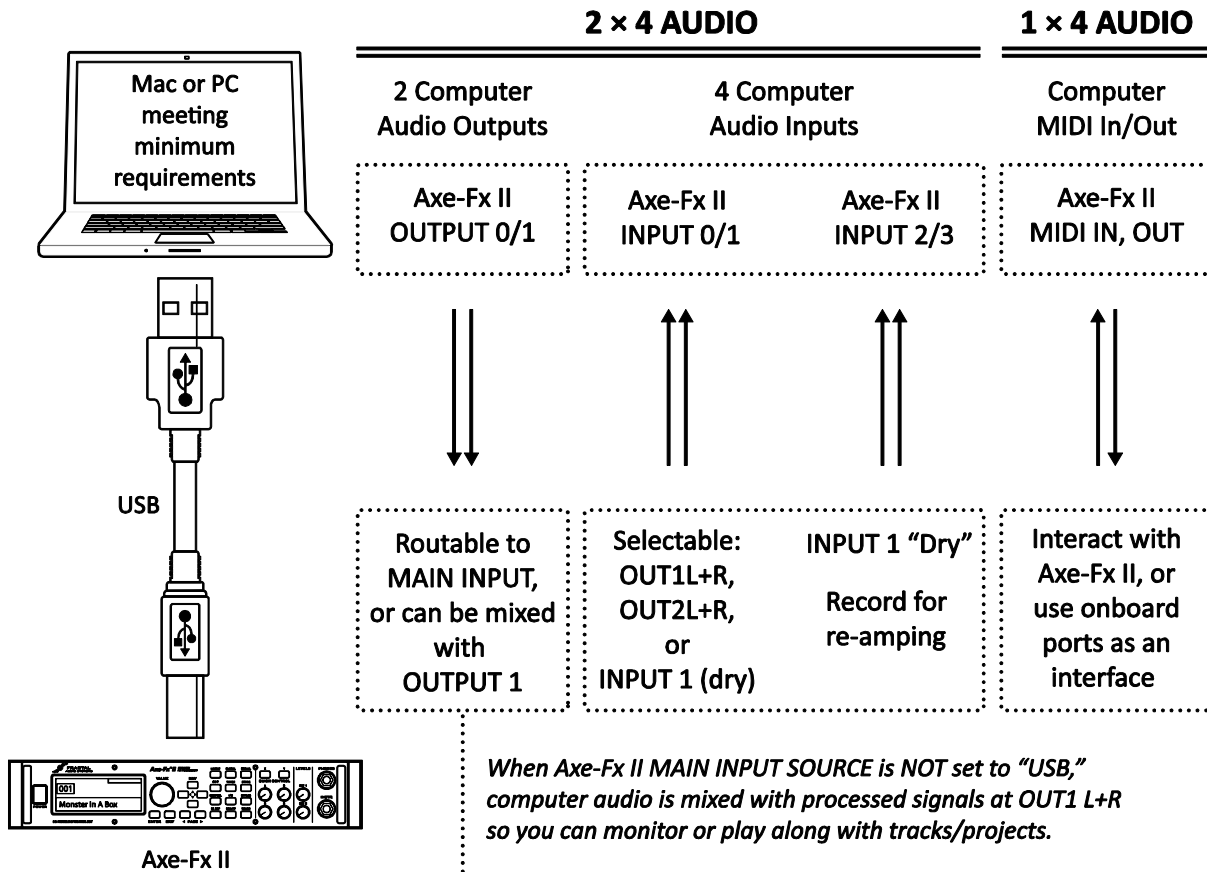 2 × 4 AUDIO
1 × 4 AUDIO
Mac or PC
meeting
minimum
requirements
2 Computer
Audio Outputs
4 Computer
Audio Inputs
Computer
MIDI In/Out
Axe-Fx II
OUTPUT 0/1
Axe-Fx II
INPUT 0/1
Axe-Fx II
INPUT 2/3
Axe-Fx II
MIDI IN, OUT
USB
Routable to
MAIN INPUT,
or can be mixed
with
OUTPUT 1
Selectable:
OUT1L+R,
OUT2L+R,
or
INPUT 1 (dry)
INPUT 1 “Dry”
Record for
re-amping
Interact with
Axe-Fx II, or
use onboard
ports as an
interface
001
Monster In A Box
Axe-Fx II
When Axe-Fx II MAIN INPUT SOURCE is NOT set to “USB,”
computer audio is mixed with processed signals at OUT1 L+R
so you can monitor or play along with tracks/projects.